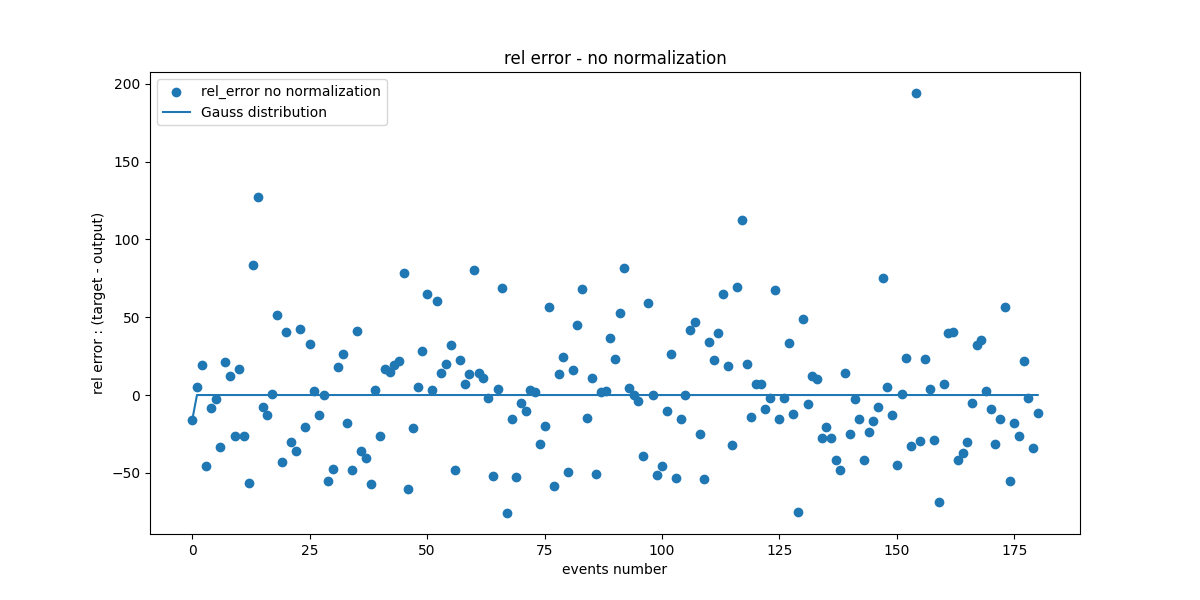 rel error - no normalization
rel_error no normalization
Gauss distribution
rel error : (target - output)
200
150
100
50
0
−50
0 25 50 75 100 125 150 175
events number